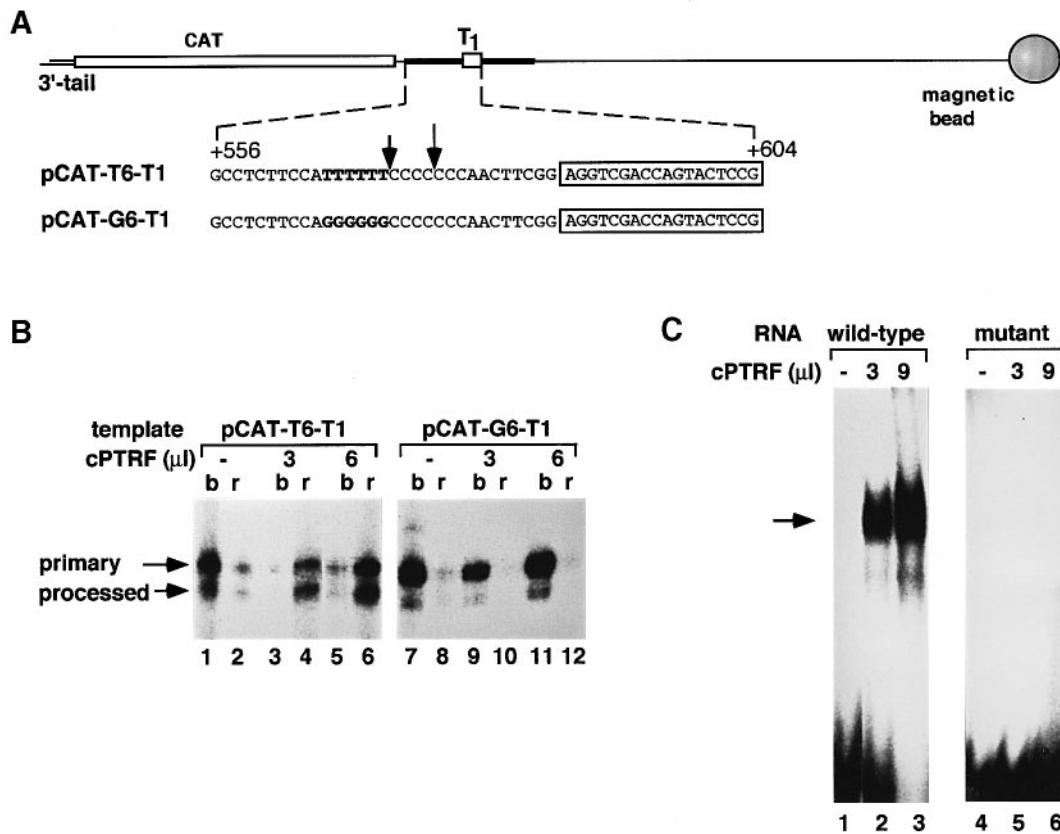 A
CAT
T1
3'-tail
magnetic
bead
+556
+604
pCAT-T6-T1
GCCTCTTCCATTTTTTCCCCCCCAACTTCGG AGGTCGACCAGTACTCCG
pCAT-G6-T1
GCCTCTTCCAGGGGGGCCCCCCCAACTTCGG AGGTCGACCAGTACTCCG
B
template pCAT-T6-T1 pCAT-G6-T1
cPTRF (µl) - 3 6 - 3 6
b r b r b r b r b r b r
primary
processed
1 2 3 4 5 6 7 8 9 10 11 12
C
RNA wild-type mutant
cPTRF (µl) - 3 9 - 3 9
1 2 3 4 5 6